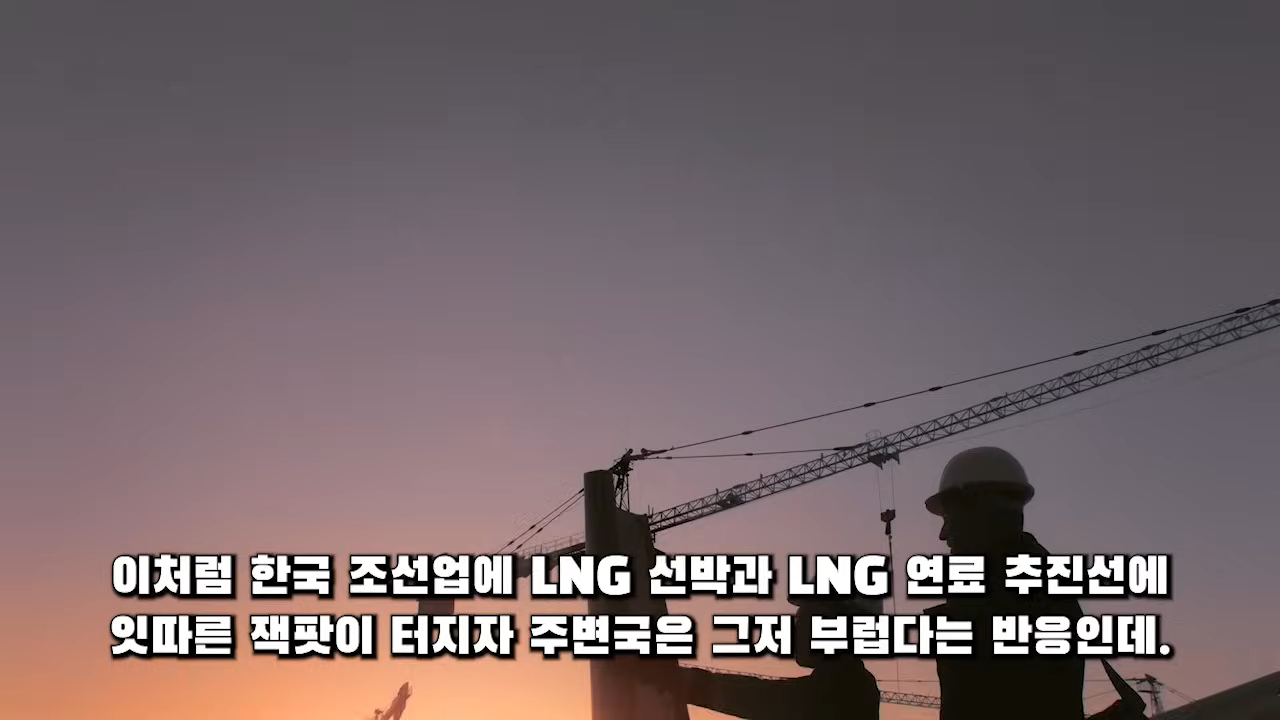 이처럼 한국 조선업에 LNG 선박과 LNG 연료 추진선에
잇따른 잭팟이 터지자 주변국은 그저 부럽다는 반응인데.